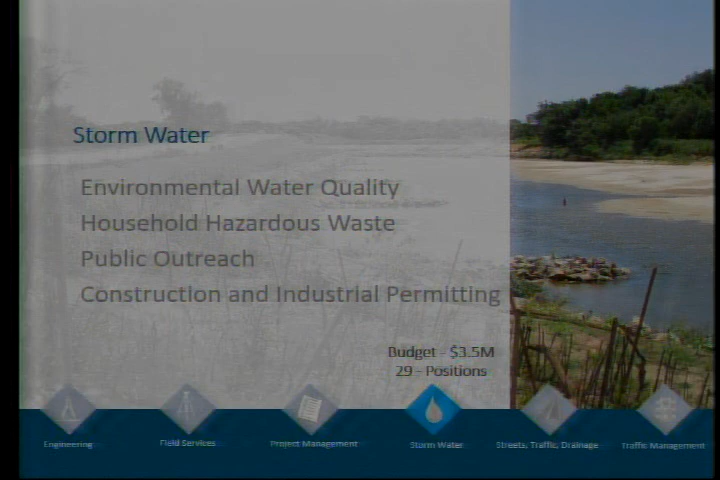 Storm Water
Environmental Water Quality
Household Hazardous Waste
Public Outreach
Construction and Industrial Permitting
Budget - $3.5M
29 - Positions
Engineering
Field Services
Project Management
Storm Water
Streets, Traffic, Drainage
Traffic Management